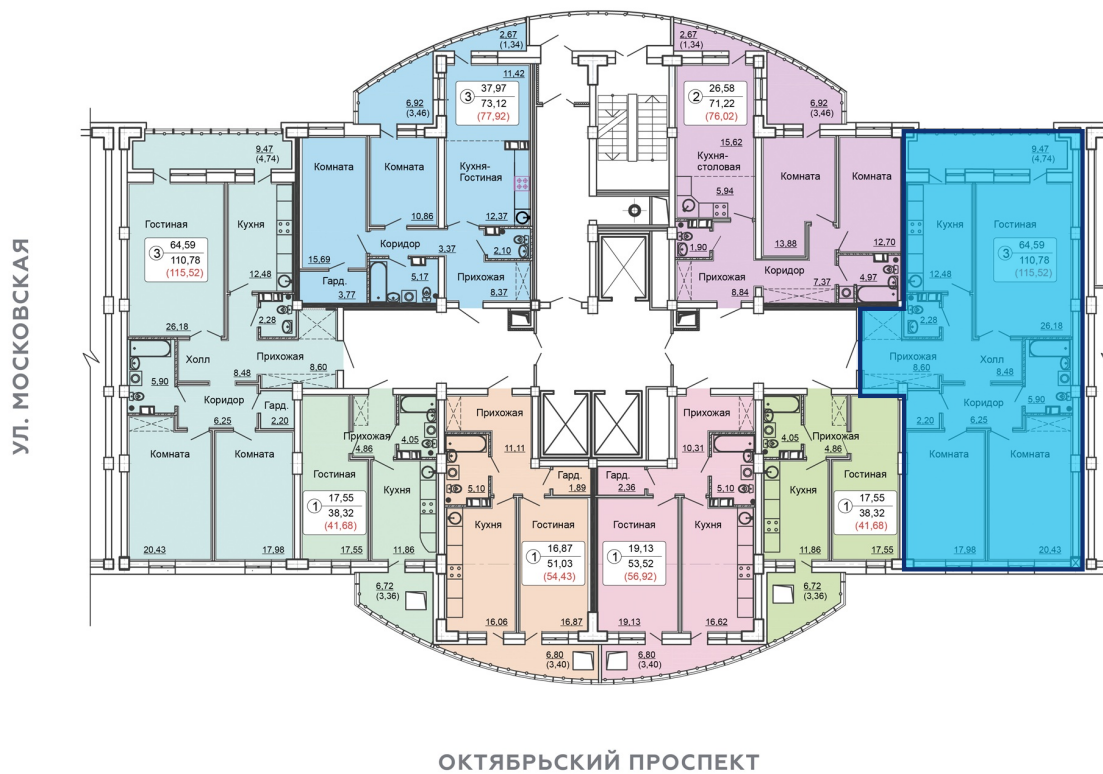 2,67
(1,34)
11,42
3
37,97
73,12
(77,92)
6,92
(3,46)
Комната
Комната
Кухня-
Гостиная
10,86
12,37
Коридор
3,37
2,10
15,69
Гард.
3,77
5,17
Прихожая
8,37
2,67
(1,34)
2
26,58
71,22
(76,02)
6,92
(3,46)
15,62
Кухня-
столовая
5,94
Комната
Комната
13,88
12,70
1,90
Прихожая
Коридор
4,97
8,84
7,37
9,47
(4,74)
Гостиная
Кухня
3
64,59
110,78
(115,52)
12,48
26,18
2,28
Холл
Прихожая
8,48
8,60
5,90
Коридор
Гард.
6,25
2,20
Комната
Комната
20,43
17,98
9,47
(4,74)
Кухня
Гостиная
3
64,59
110,78
(115,52)
12,48
26,18
2,28
Прихожая
Холл
8,60
8,48
5,90
2,20
6,25
Комната
Комната
17,98
20,43
Прихожая
4,86
4,05
Гостиная
Кухня
1
17,55
38,32
(41,68)
17,55
11,86
6,72
(3,36)
Прихожая
11,11
5,10
Гард.
1,89
Кухня
Гостиная
1
16,87
51,03
(54,43)
16,06
16,87
6,80
(3,40)
Прихожая
10,31
Гард.
2,36
5,10
Гостиная
Кухня
1
19,13
53,52
(56,92)
19,13
16,62
6,80
(3,40)
4,05
Прихожая
4,86
Кухня
Гостиная
1
17,55
38,32
(41,68)
11,86
17,55
6,72
(3,36)
УЛ. МОСКОВСКАЯ
ОКТЯБРЬСКИЙ ПРОСПЕКТ